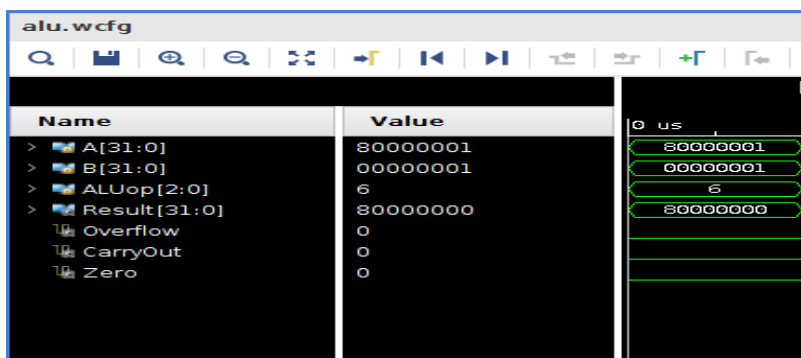 alu.wcfg
Name Value 0 us
> A[31:0] 80000001 80000001
> B[31:0] 00000001 00000001
> ALUop[2:0] 6 6
> Result[31:0] 80000000 80000000
Overflow 0
CarryOut 0
Zero 0